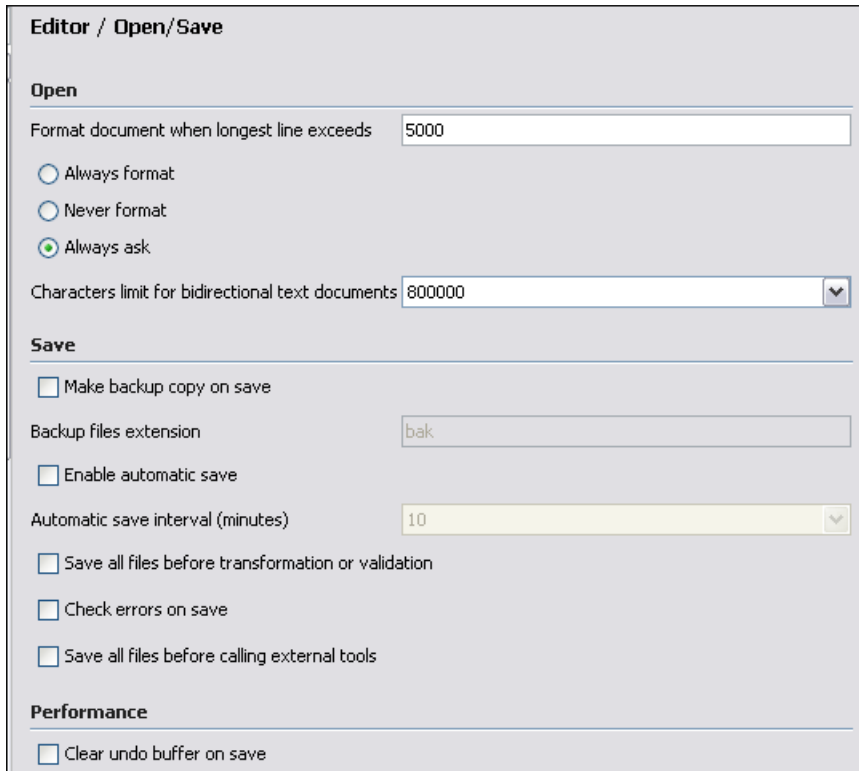 Editor / Open/Save
Open
Format document when longest line exceeds 5000
Always format
Never format
Always ask
Characters limit for bidirectional text documents 800000
Save
Make backup copy on save
Backup files extension bak
Enable automatic save
Automatic save interval (minutes) 10
Save all files before transformation or validation
Check errors on save
Save all files before calling external tools
Performance
Clear undo buffer on save